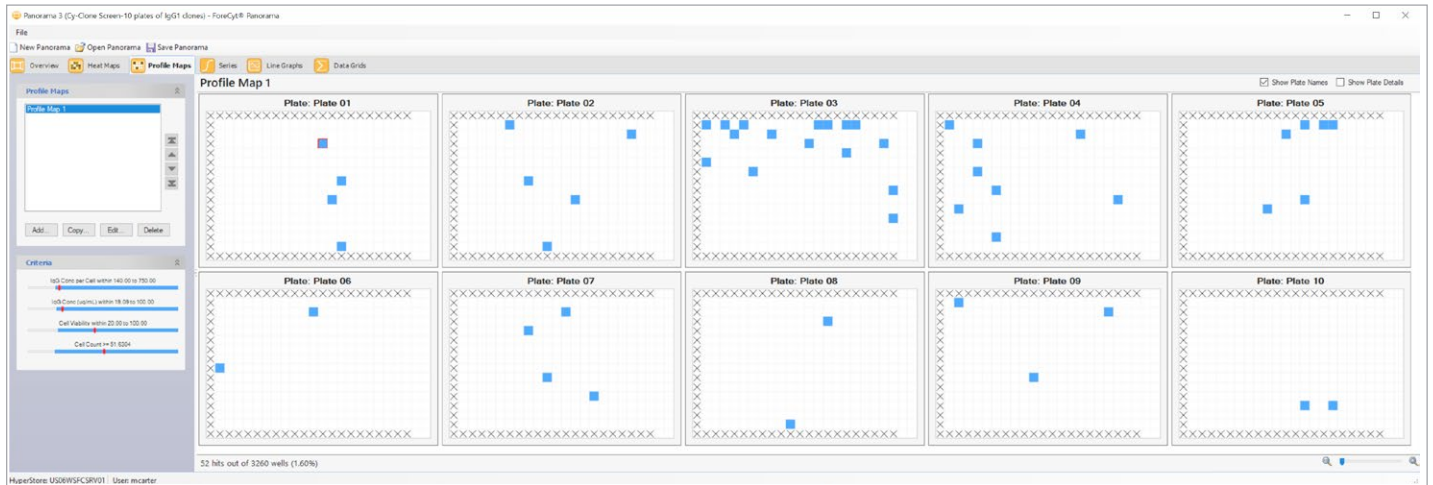 Panorama 3 (Cy-Clone Screen-10 plates of IgG1 clones) - ForeCyt® Panorama
File
New Panorama Open Panorama Save Panorama
Overview Heat Maps Profile Maps Series Line Graphs Data Grids
Profile Maps
Profile Map 1
Add... Copy... Edit... Delete
Criteria
IgG Conc per Cell within 140.00 to 750.00
IgG Conc (ug/mL) within 18.09 to 100.00
Cell Viability within 20.00 to 100.00
Cell Count >= 51.6204
Profile Map 1
Show Plate Names Show Plate Details
Plate: Plate 01 Plate: Plate 02 Plate: Plate 03 Plate: Plate 04 Plate: Plate 05
Plate: Plate 06 Plate: Plate 07 Plate: Plate 08 Plate: Plate 09 Plate: Plate 10
52 hits out of 3260 wells (1.60%)
HyperStore: US06WSFCSRV01 User: mcarter